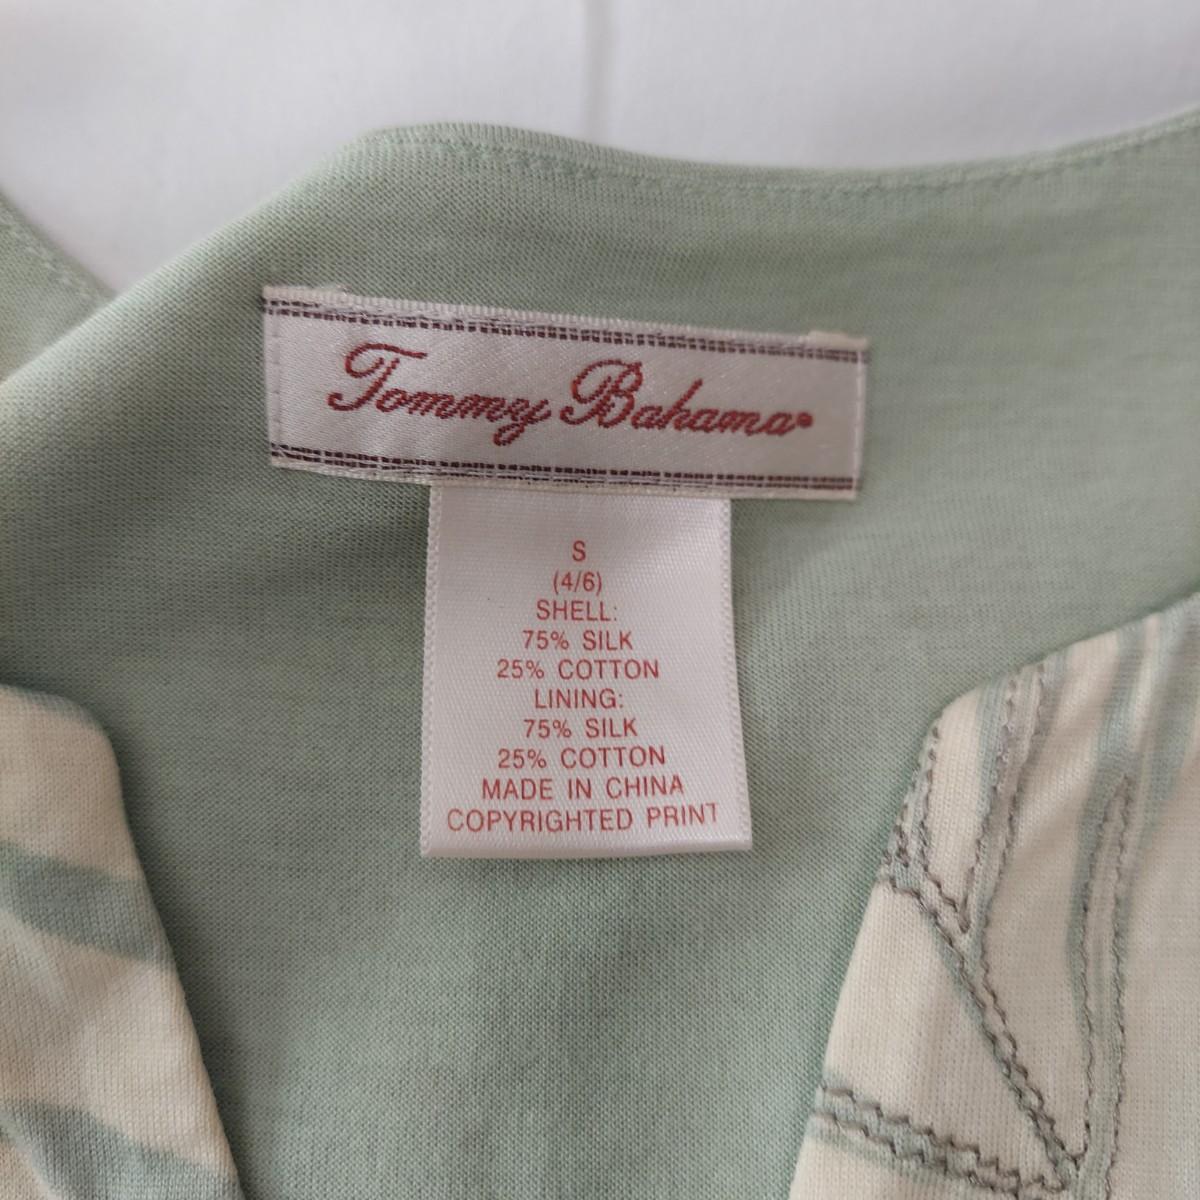 Tommy Bahama®
S
(4/6)
SHELL:
75% SILK
25% COTTON
LINING:
75% SILK
25% COTTON
MADE IN CHINA
COPYRIGHTED PRINT